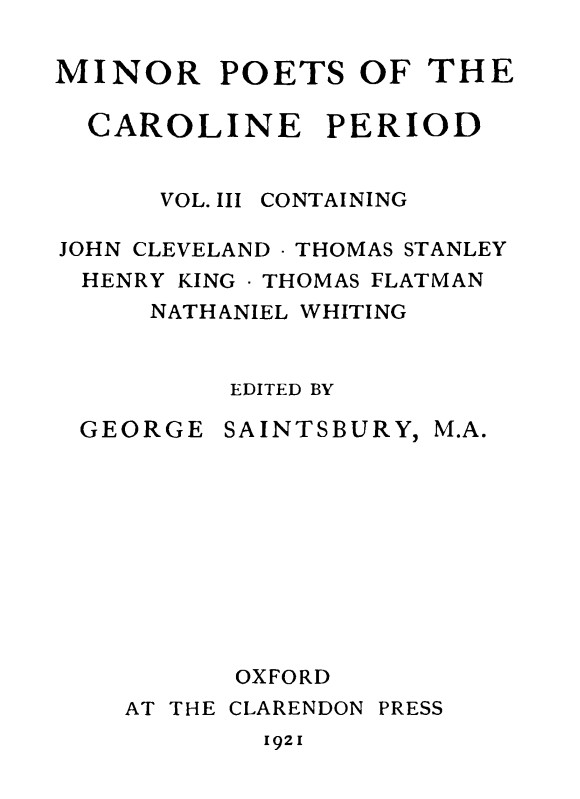 MINOR POETS OF THE
CAROLINE PERIOD
VOL. III CONTAINING
JOHN CLEVELAND · THOMAS STANLEY
HENRY KING · THOMAS FLATMAN
NATHANIEL WHITING
EDITED BY
GEORGE SAINTSBURY, M.A.
OXFORD
AT THE CLARENDON PRESS
1921